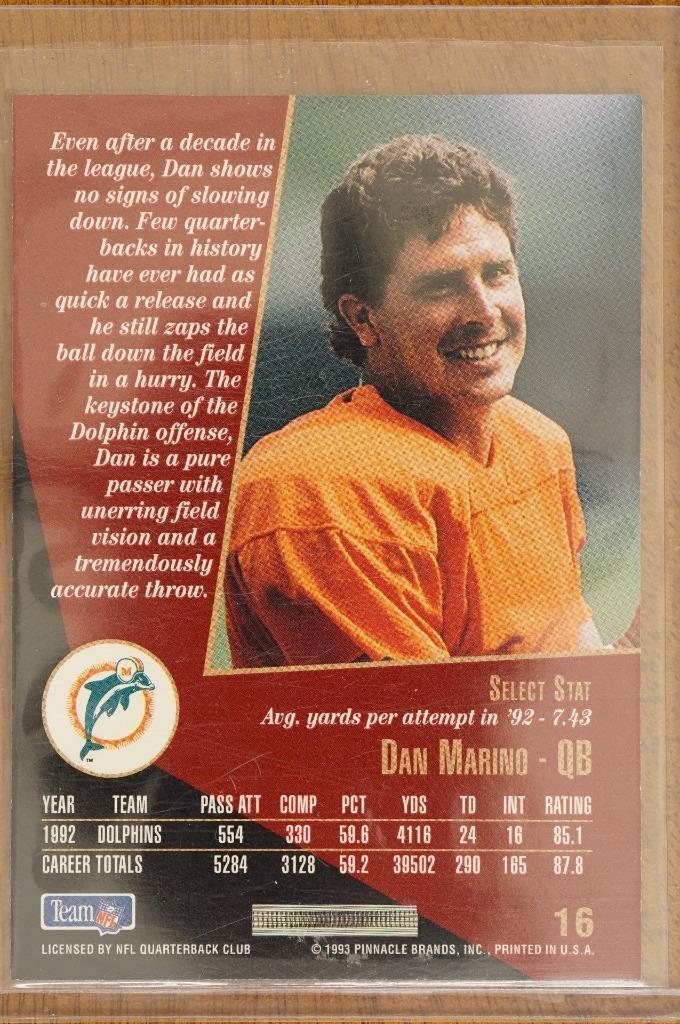 Even after a decade in
the league, Dan shows
no signs of slowing
down. Few quarter-
backs in history
have ever had as
quick a release and
he still zaps the
ball down the field
in a hurry. The
keystone of the
Dolphin offense,
Dan is a pure
passer with
unerring field
vision and a
tremendously
accurate throw.
M
TM
SELECT STAT
Avg. yards per attempt in '92 - 7.43
DAN MARINO - QB
YEAR TEAM PASS ATT COMP PCT YDS TD INT RATING
1992 DOLPHINS 554 330 59.6 4116 24 16 85.1
CAREER TOTALS 5284 3128 59.2 39502 290 165 87.8
Team NFL
16
LICENSED BY NFL QUARTERBACK CLUB © 1993 PINNACLE BRANDS, INC., PRINTED IN U.S.A.